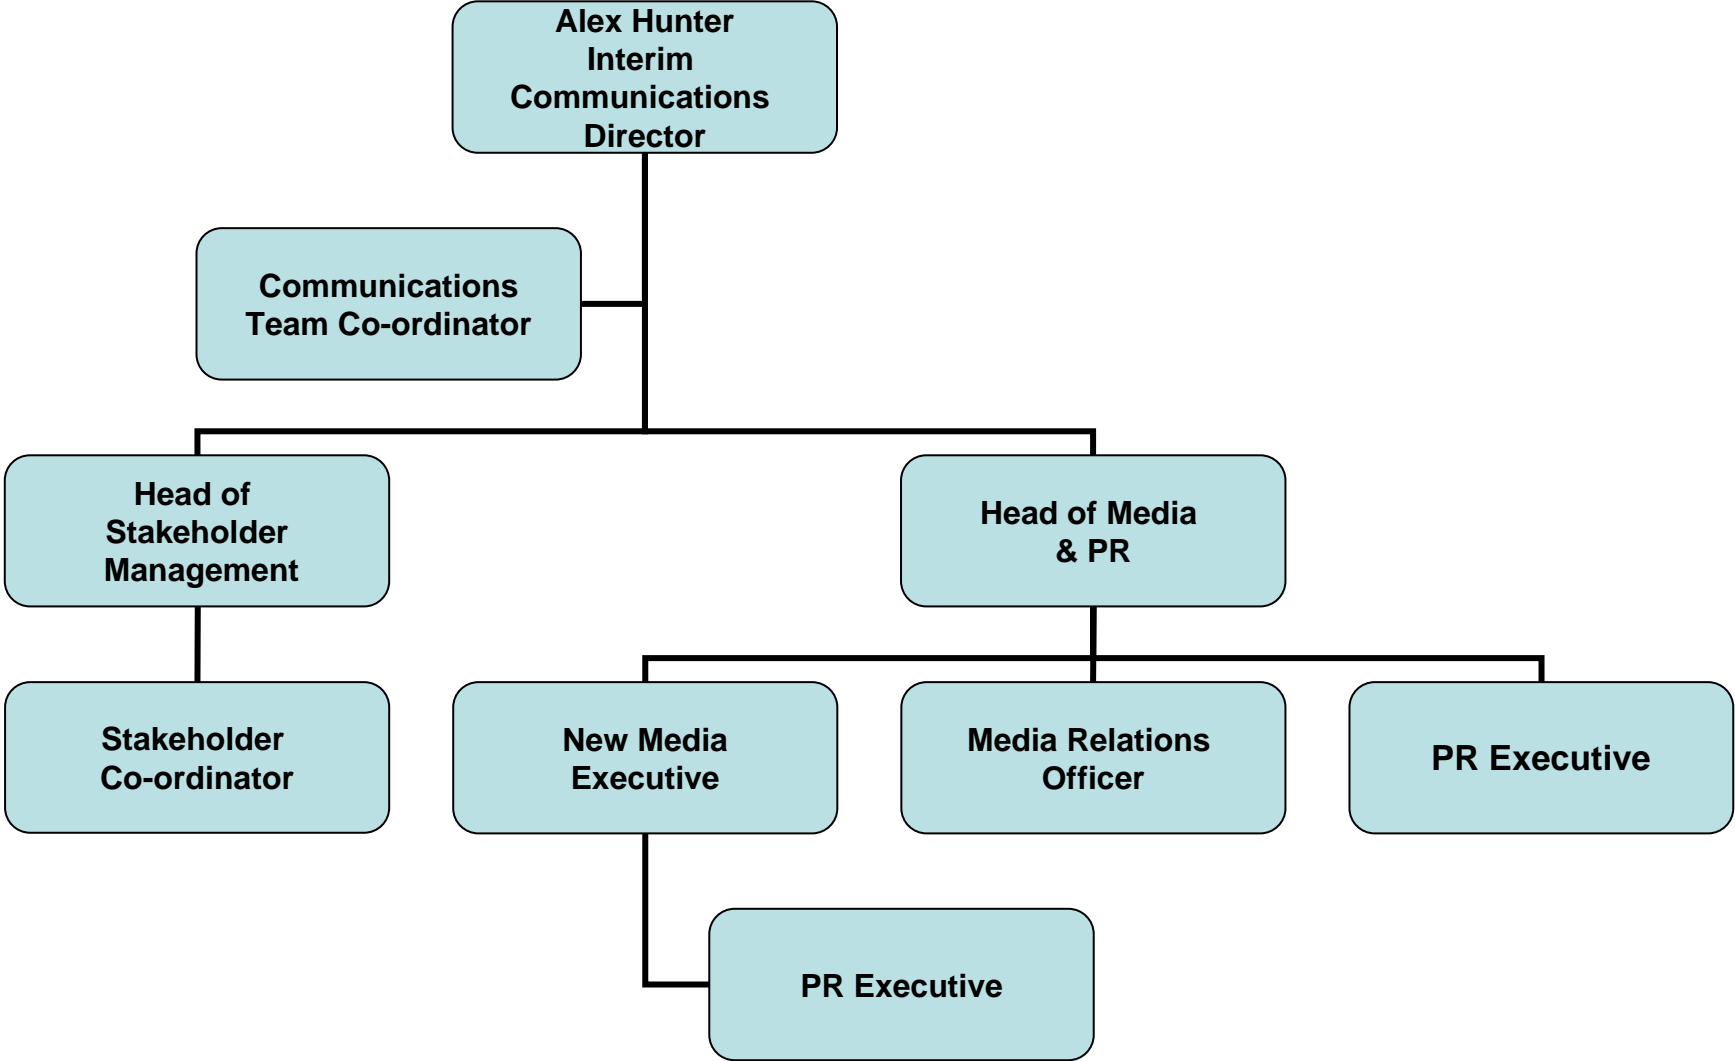 Alex Hunter
Interim
Communications
Director
Communications
Team Co-ordinator
Head of
Stakeholder
Management
Head of Media
& PR
Stakeholder
Co-ordinator
New Media
Executive
Media Relations
Officer
PR Executive
PR Executive